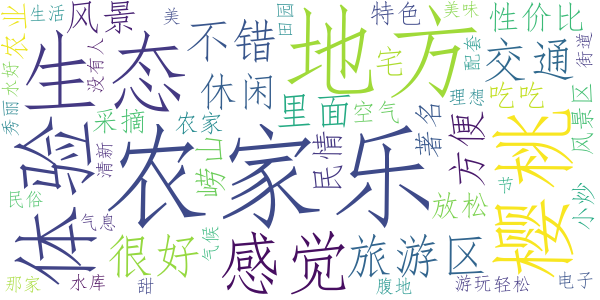 生活
风景
美
田园
特色
美味
性价比
农业
生态
没有人
不错
地方
宅
配套
交通
街道
水好
秀丽
休闲
里面
空气
理想
吃吃
风景区
采摘
农家
著名
方便
樱桃
体验
清新
农家乐
崂山
民情
小炒
民俗
气息
很好
气候
感觉
旅游区
放松
节
那家
水库
甜
腹地
游玩轻松
电子